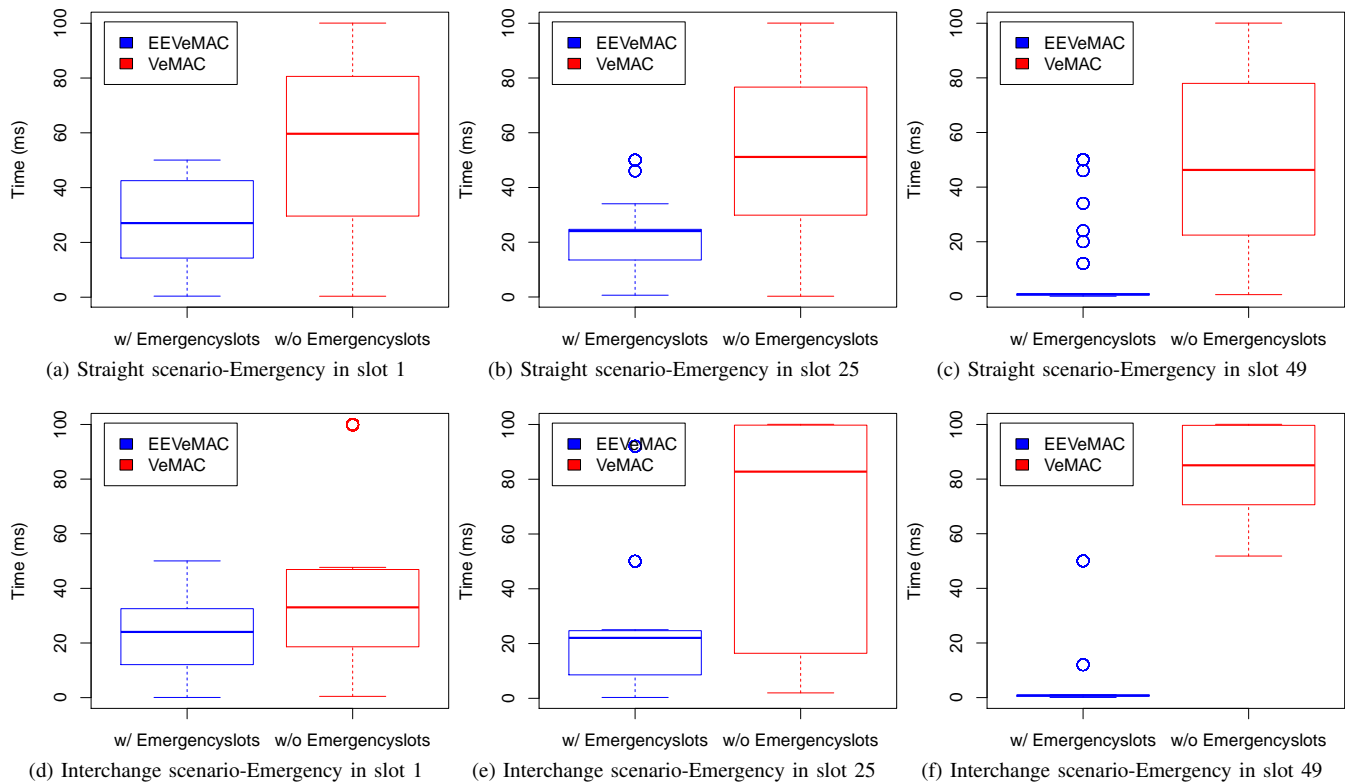 EEVeMAC
VeMAC
Time (ms)
100
80
60
40
20
0
w/ Emergencyslots w/o Emergencyslots
(a) Straight scenario-Emergency in slot 1
EEVeMAC
VeMAC
Time (ms)
100
80
60
40
20
0
w/ Emergencyslots w/o Emergencyslots
(b) Straight scenario-Emergency in slot 25
EEVeMAC
VeMAC
Time (ms)
100
80
60
40
20
0
w/ Emergencyslots w/o Emergencyslots
(c) Straight scenario-Emergency in slot 49
EEVeMAC
VeMAC
Time (ms)
100
80
60
40
20
0
w/ Emergencyslots w/o Emergencyslots
(d) Interchange scenario-Emergency in slot 1
EEVeMAC
VeMAC
Time (ms)
100
80
60
40
20
0
w/ Emergencyslots w/o Emergencyslots
(e) Interchange scenario-Emergency in slot 25
EEVeMAC
VeMAC
Time (ms)
100
80
60
40
20
0
w/ Emergencyslots w/o Emergencyslots
(f) Interchange scenario-Emergency in slot 49